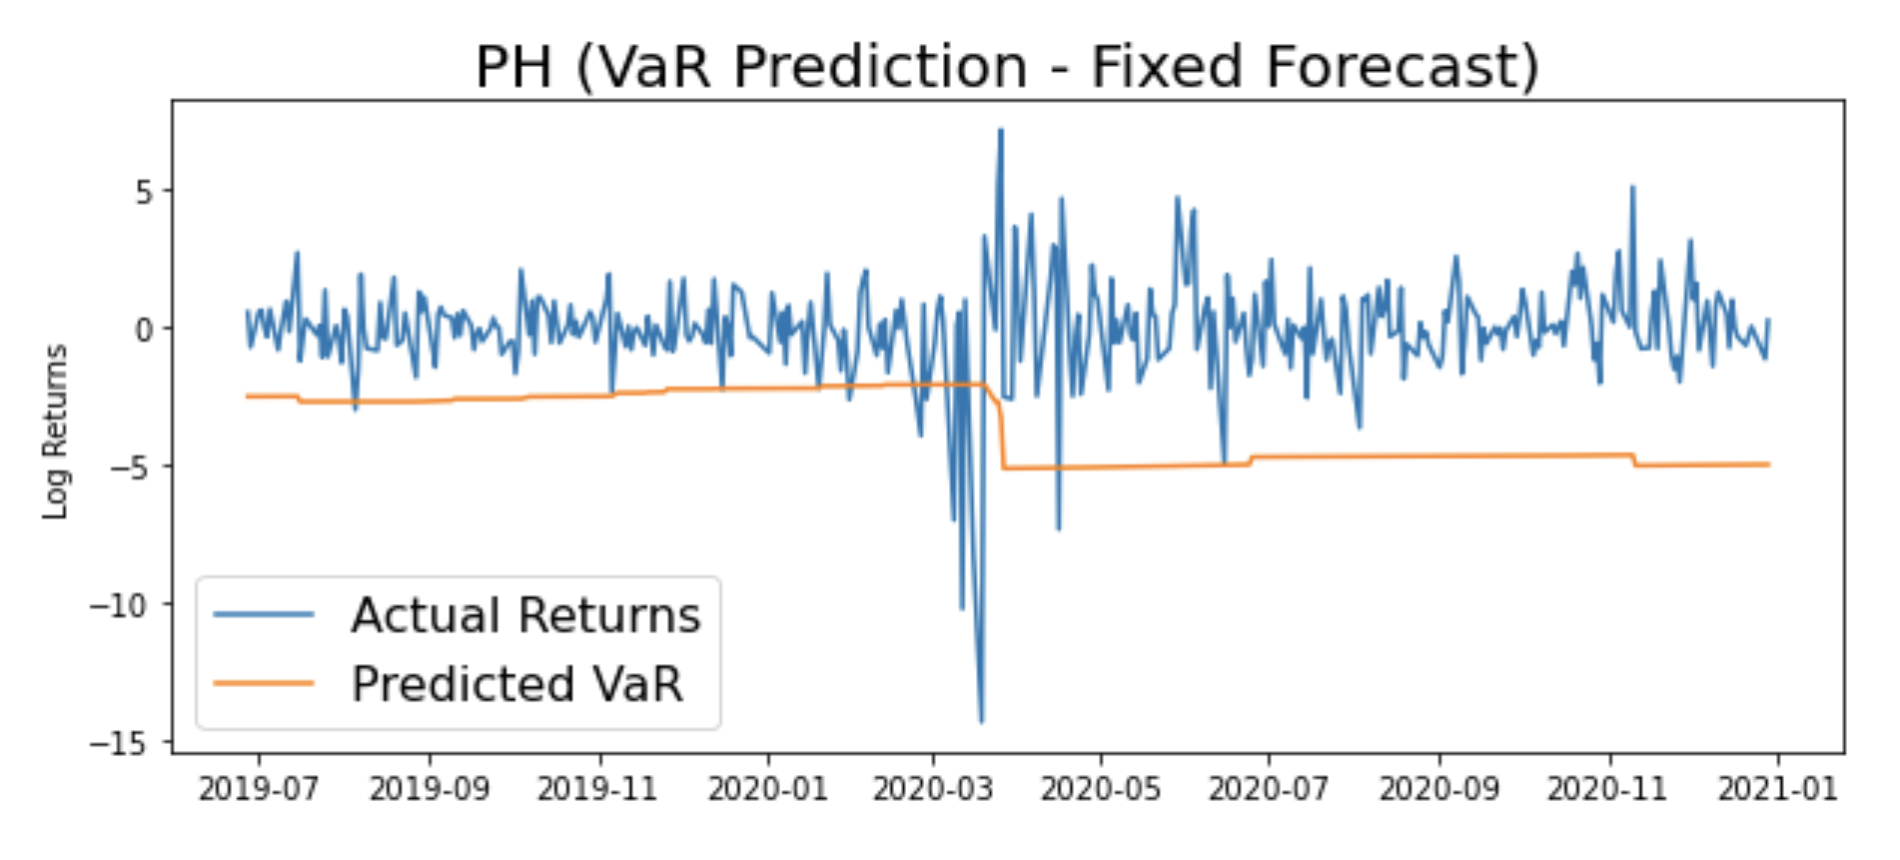 PH (VaR Prediction - Fixed Forecast)
Log Returns
5
0
−5
−10
−15
Actual Returns
Predicted VaR
2019-07 2019-09 2019-11 2020-01 2020-03 2020-05 2020-07 2020-09 2020-11 2021-01